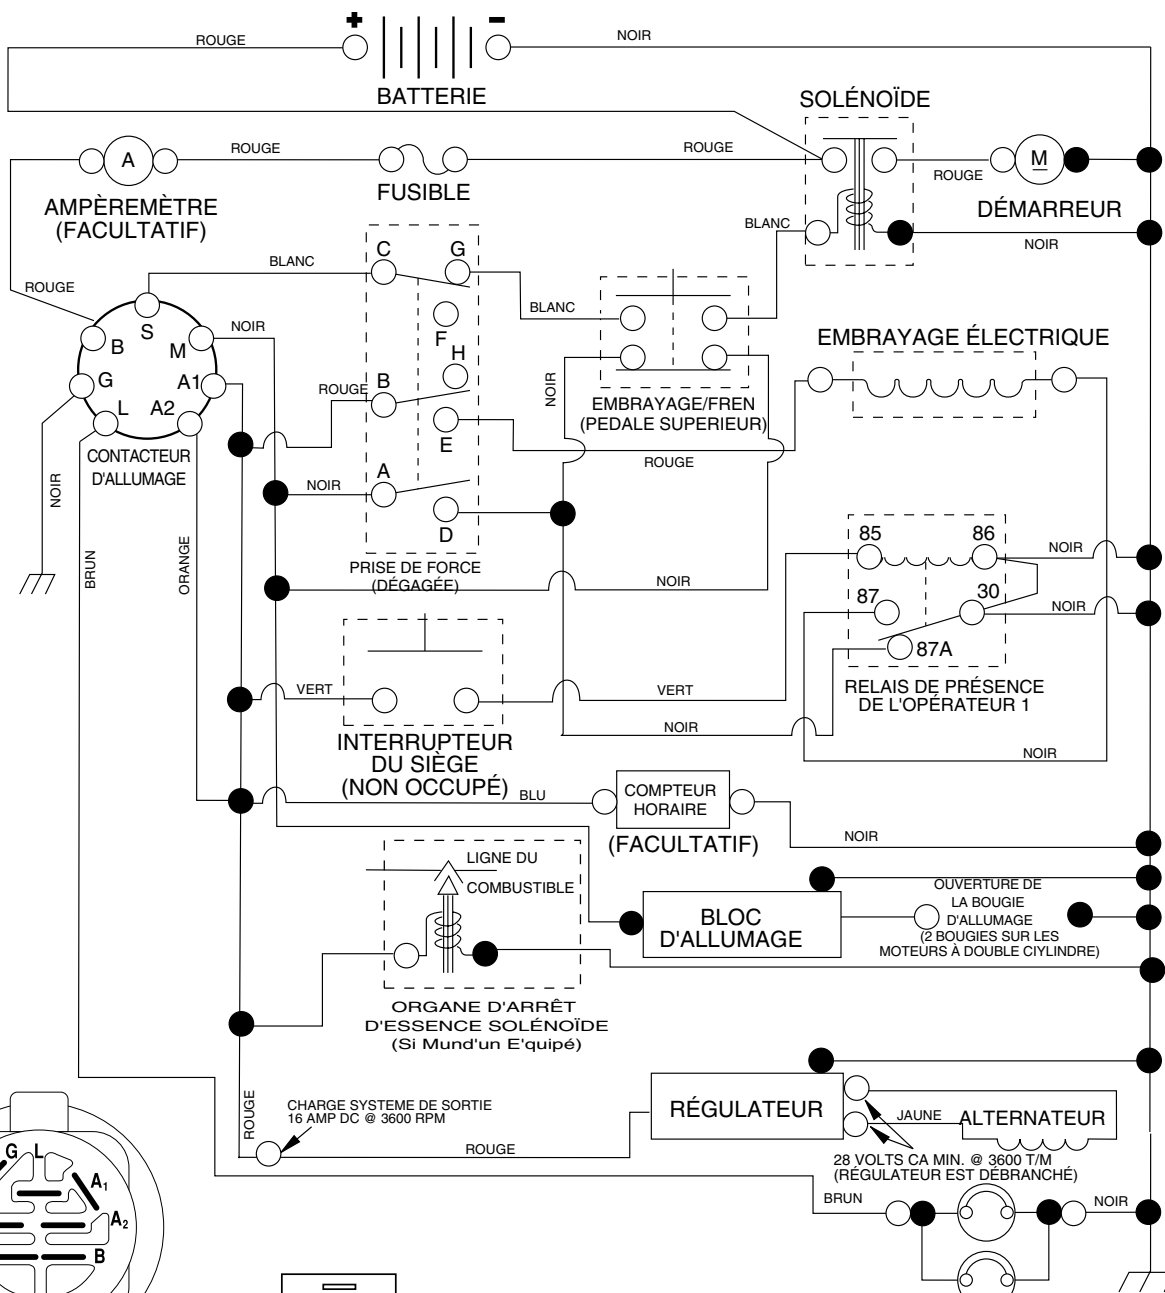 + -
ROUGE
NOIR
BATTERIE
SOLÉNOÏDE
A
ROUGE
ROUGE
ROUGE
M
AMPÈREMÈTRE
(FACULTATIF)
FUSIBLE
DÉMARREUR
BLANC
NOIR
C G
BLANC
ROUGE
BLANC
S
NOIR
F
B
M
H
EMBRAYAGE ÉLECTRIQUE
G
A1
L
A2
ROUGE
B
NOIR
EMBRAYAGE/FREN
(PEDALE SUPERIEUR)
E
CONTACTEUR
D'ALLUMAGE
ROUGE
A
NOIR
NOIR
D
85 86
NOIR
BRUN
ORANGE
PRISE DE FORCE
(DÉGAGÉE)
NOIR
87 30
NOIR
87A
VERT
VERT
RELAIS DE PRÉSENCE
DE L'OPÉRATEUR 1
NOIR
INTERRUPTEUR
DU SIÈGE
(NON OCCUPÉ)
NOIR
BLU
COMPTEUR
HORAIRE
(FACULTATIF)
NOIR
LIGNE DU
COMBUSTIBLE
BLOC
D'ALLUMAGE
OUVERTURE DE
LA BOUGIE
D'ALLUMAGE
(2 BOUGIES SUR LES
MOTEURS À DOUBLE CIYLINDRE)
ORGANE D'ARRÊT
D'ESSENCE SOLÉNOÏDE
(Si Mund'un E'quipé)
ROUGE
CHARGE SYSTEME DE SORTIE
16 AMP DC @ 3600 RPM
RÉGULATEUR
JAUNE
ALTERNATEUR
ROUGE
28 VOLTS CA MIN. @ 3600 T/M
(RÉGULATEUR EST DÉBRANCHÉ)
BRUN
NOIR
G L
A1
A2
B